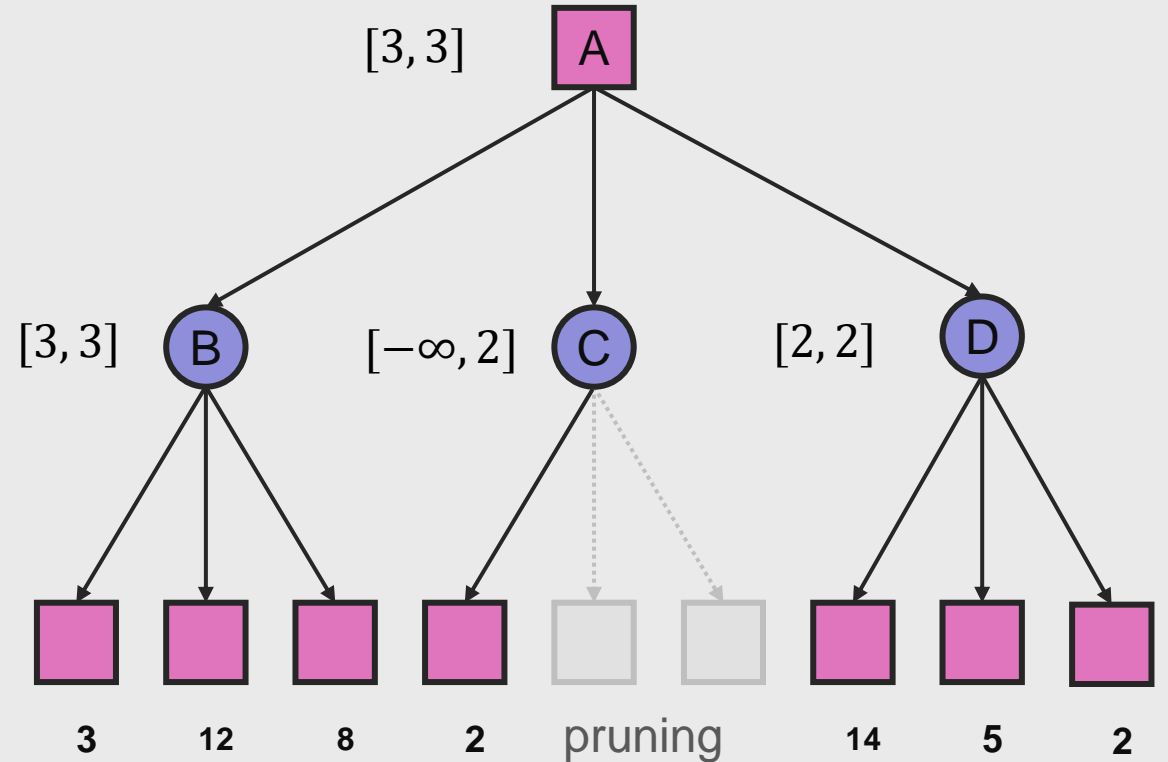 [3, 3] A
[3, 3] B [−∞, 2] C [2, 2] D
3 12 8 2 pruning 14 5 2